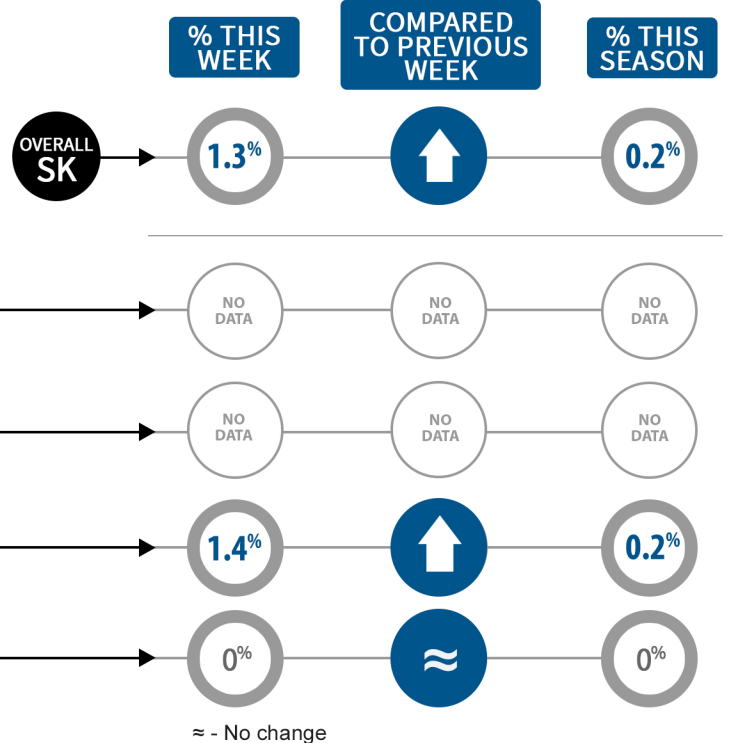 % THIS
WEEK
COMPARED
TO PREVIOUS
WEEK
% THIS
SEASON
OVERALL
SK
1.3%
0.2%
NO
DATA
NO
DATA
NO
DATA
NO
DATA
NO
DATA
NO
DATA
1.4%
0.2%
0%
≈
0%
≈ - No change